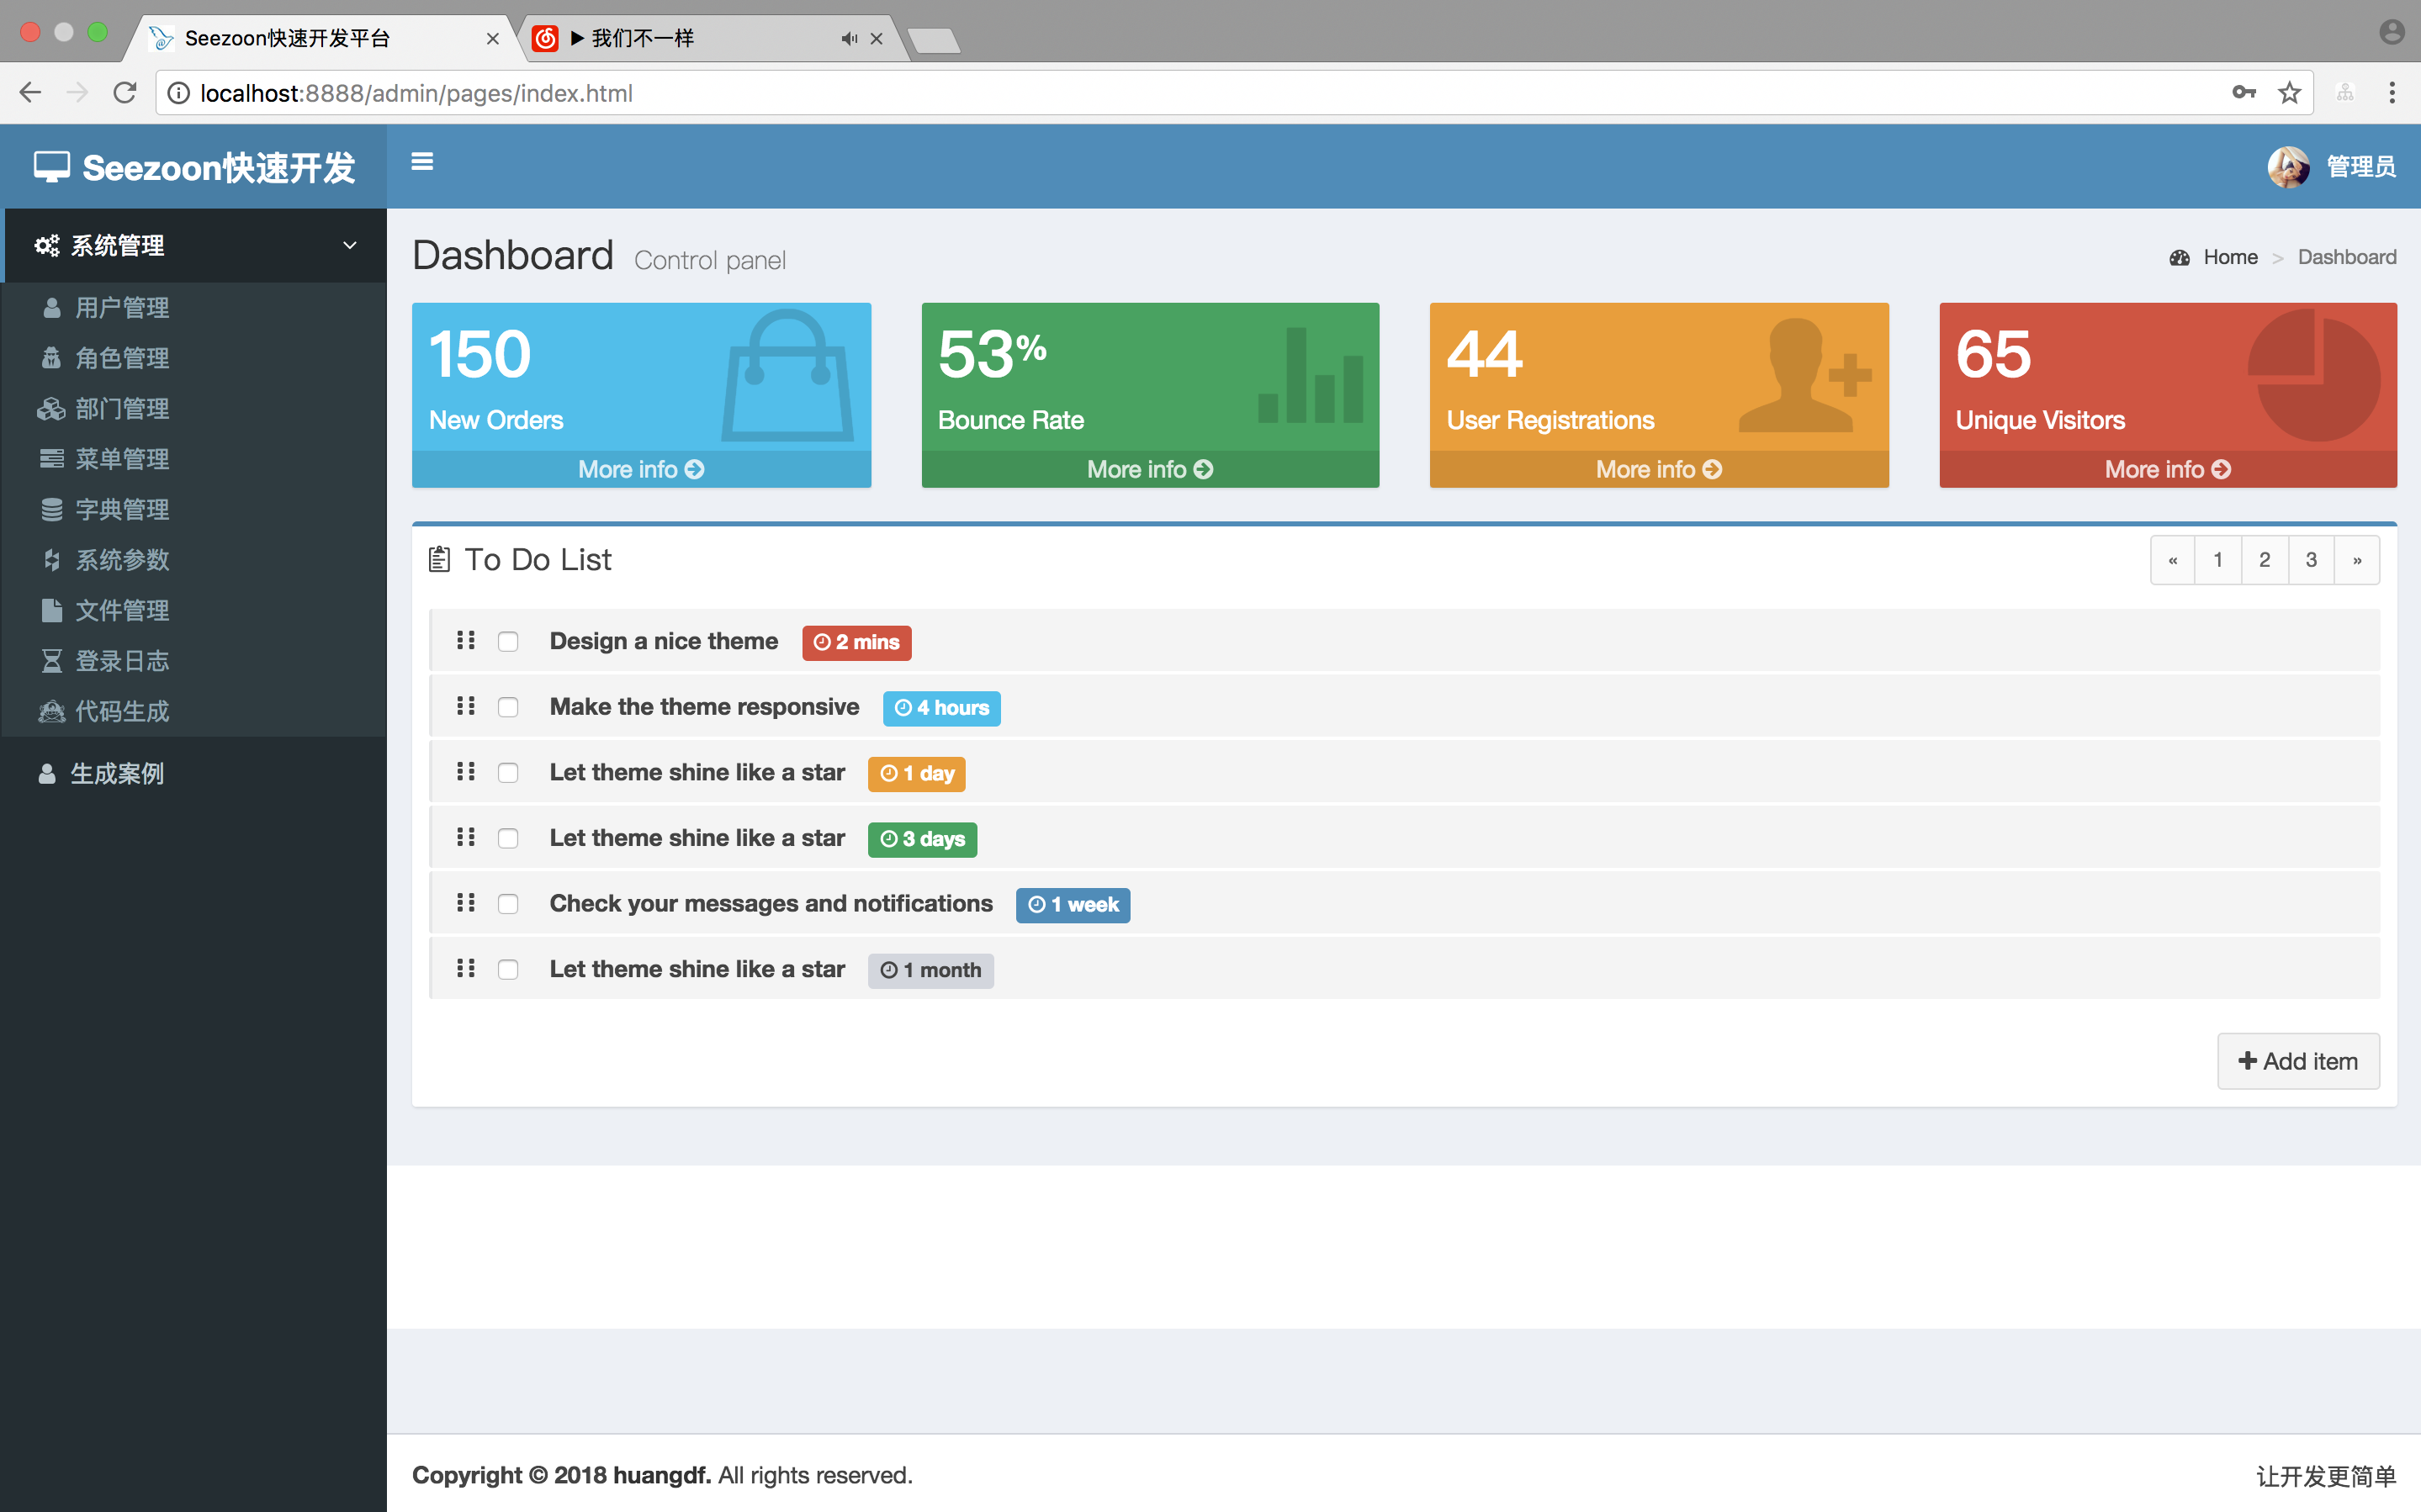 Seezoon快速开发平台
▶ 我们不一样
localhost:8888/admin/pages/index.html
Seezoon快速开发
管理员
系统管理
用户管理
角色管理
部门管理
菜单管理
字典管理
系统参数
文件管理
登录日志
代码生成
生成案例
Dashboard Control panel
Home > Dashboard
150
New Orders
More info
53%
Bounce Rate
More info
44
User Registrations
More info
65
Unique Visitors
More info
To Do List
« 1 2 3 »
Design a nice theme 2 mins
Make the theme responsive 4 hours
Let theme shine like a star 1 day
Let theme shine like a star 3 days
Check your messages and notifications 1 week
Let theme shine like a star 1 month
Add item
Copyright © 2018 huangdf. All rights reserved.
让开发更简单